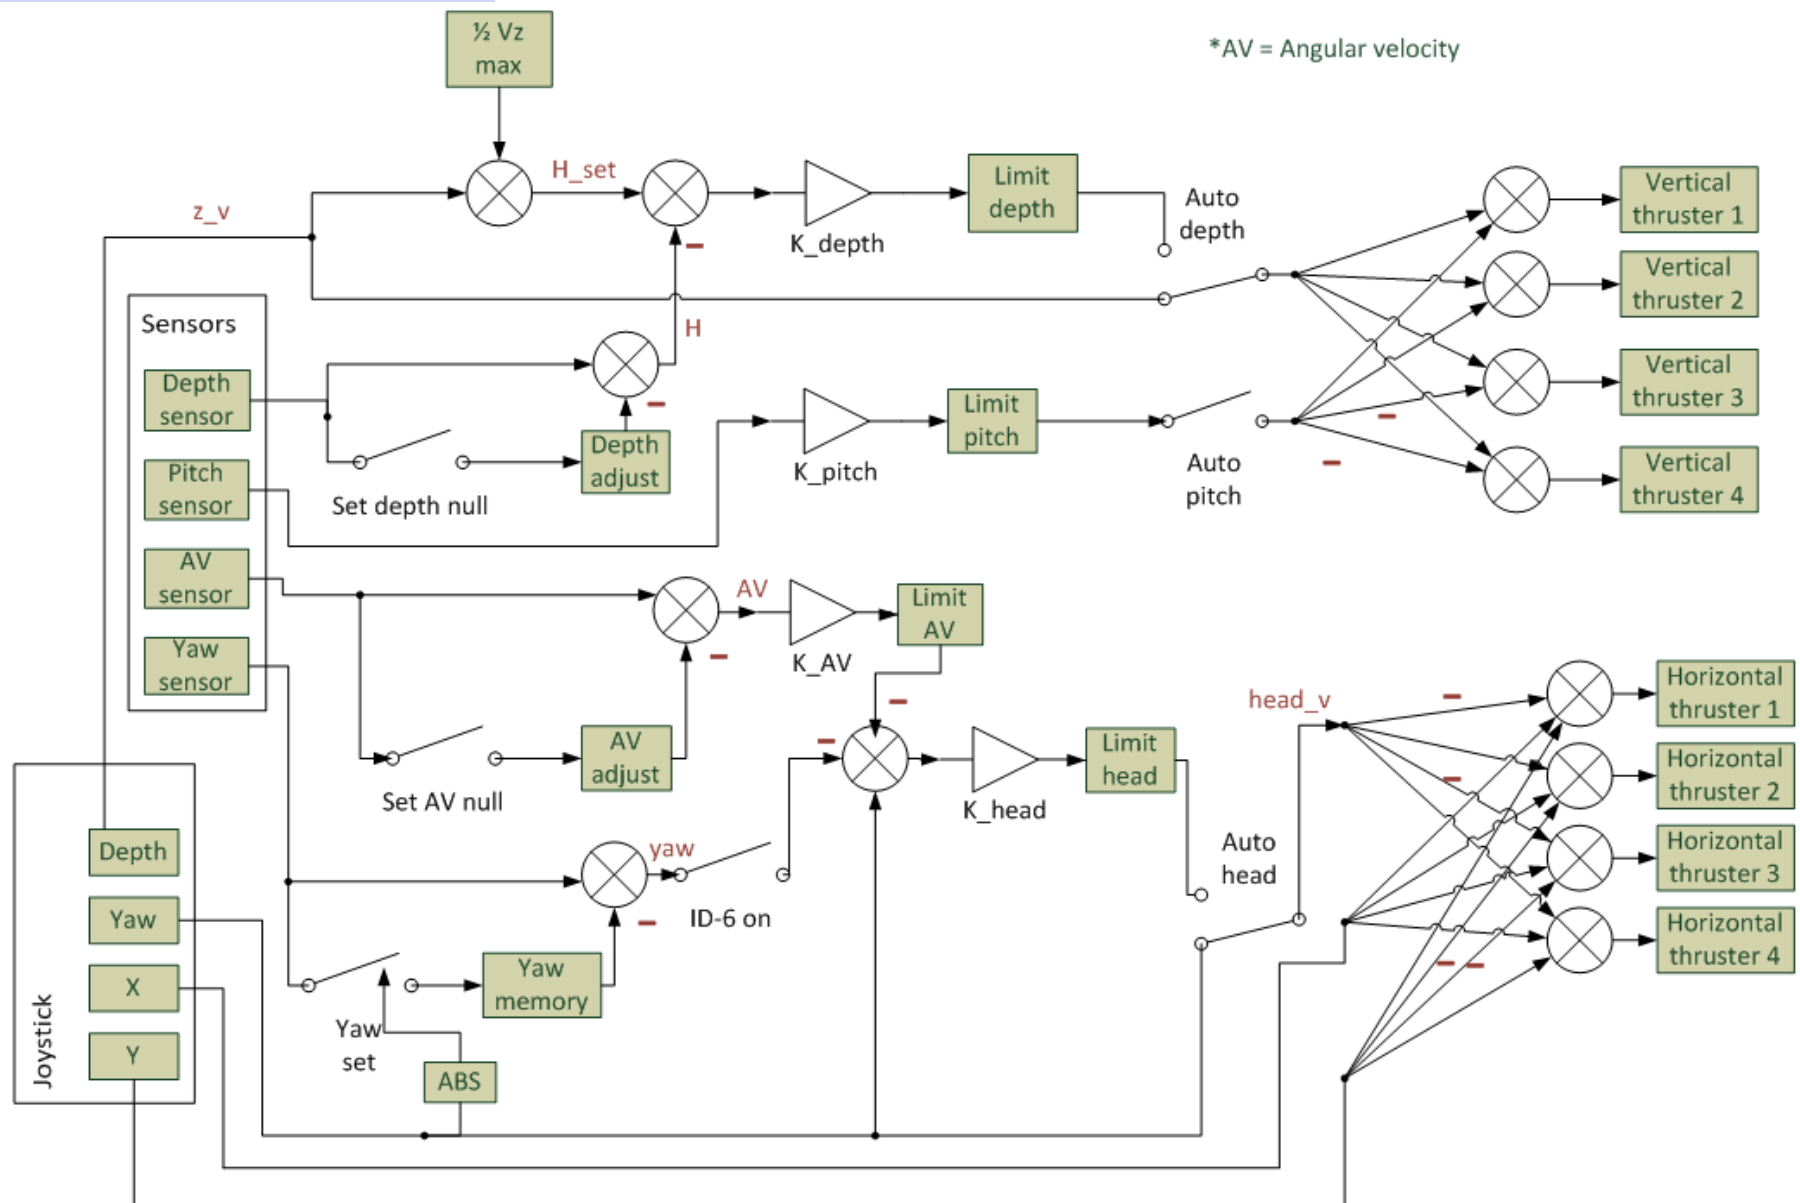 ½ Vz
max
*AV = Angular velocity
z_v
H_set
K_depth
Limit
depth
Auto
depth
Vertical
thruster 1
Vertical
thruster 2
Vertical
thruster 3
Vertical
thruster 4
Sensors
Depth
sensor
Pitch
sensor
AV
sensor
Yaw
sensor
H
Set depth null
Depth
adjust
K_pitch
Limit
pitch
Auto
pitch
AV
K_AV
Limit
AV
Set AV null
AV
adjust
K_head
Limit
head
Auto
head
head_v
Horizontal
thruster 1
Horizontal
thruster 2
Horizontal
thruster 3
Horizontal
thruster 4
Joystick
Depth
Yaw
X
Y
yaw
ID-6 on
Yaw
set
Yaw
memory
ABS